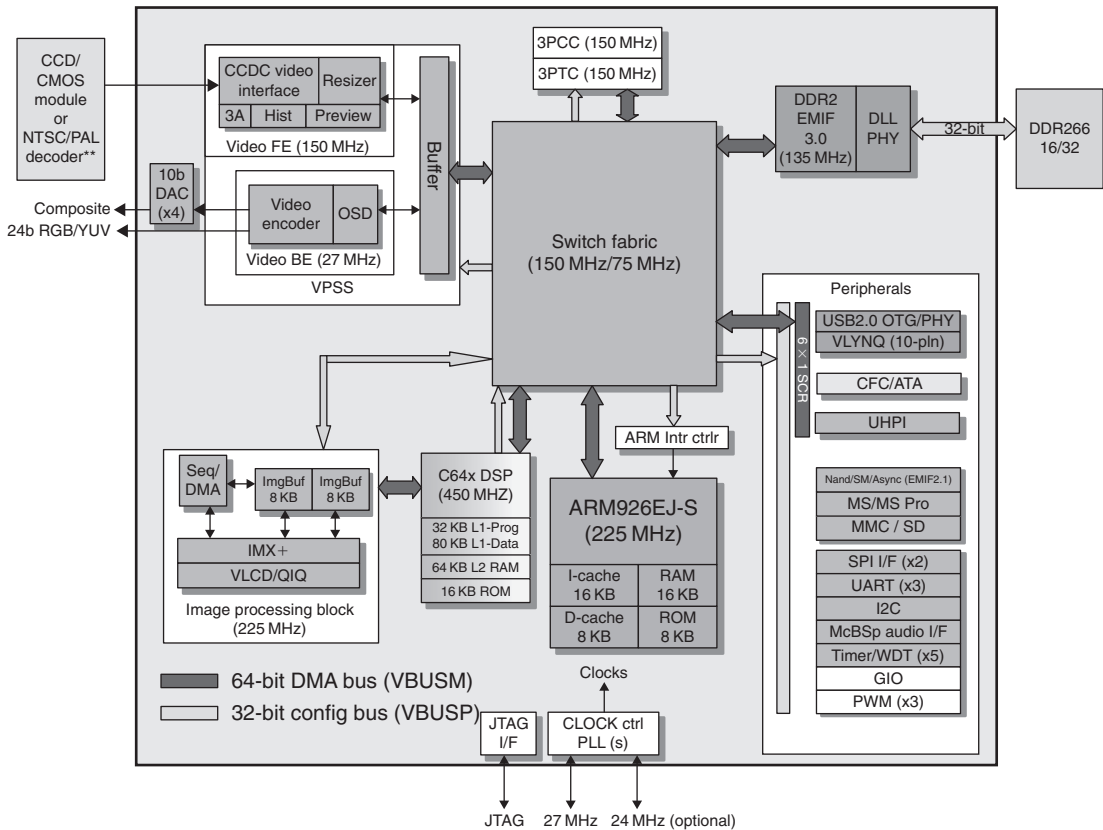 CCD/
CMOS
module
or
NTSC/PAL
decoder**
CCDC video
interface
Resizer
3A
Hist
Preview
Video FE (150 MHz)
Buffer
10b
DAC
(x4)
Composite
24b RGB/YUV
Video
encoder
OSD
Video BE (27 MHz)
VPSS
3PCC (150 MHz)
3PTC (150 MHz)
Switch fabric
(150 MHz/75 MHz)
DDR2
EMIF
3.0
(135 MHz)
DLL
PHY
32-bit
DDR266
16/32
Peripherals
6 × 1 SCR
USB2.0 OTG/PHY
VLYNQ (10-pln)
CFC/ATA
UHPI
Nand/SM/Async (EMIF2.1)
MS/MS Pro
MMC / SD
SPI I/F (x2)
UART (x3)
I2C
McBSp audio I/F
Timer/WDT (x5)
GIO
PWM (x3)
Seq/
DMA
ImgBuf
8 KB
ImgBuf
8 KB
IMX+
VLCD/QIQ
Image processing block
(225 MHz)
C64x DSP
(450 MHZ)
32 KB L1-Prog
80 KB L1-Data
64 KB L2 RAM
16 KB ROM
ARM Intr ctrlr
ARM926EJ-S
(225 MHz)
I-cache
16 KB
RAM
16 KB
D-cache
8 KB
ROM
8 KB
64-bit DMA bus (VBUSM)
32-bit config bus (VBUSP)
Clocks
JTAG
I/F
CLOCK ctrl
PLL (s)
JTAG
27 MHz
24 MHz (optional)